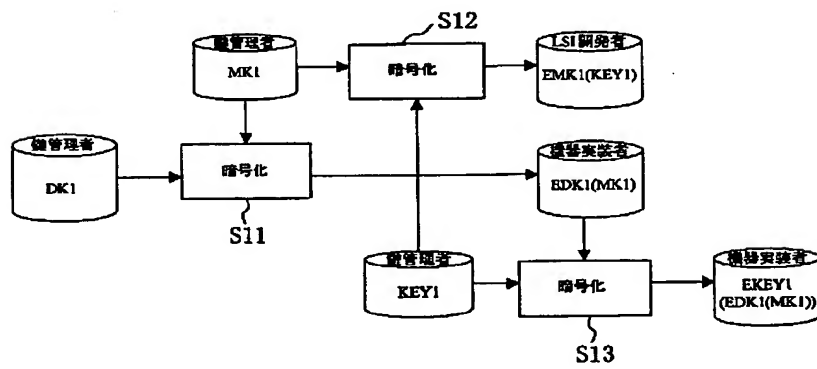 S12
鍵管理者
MK1
暗号化
LSI開発者
EMK1(KEY1)
鍵管理者
DK1
暗号化
S11
機器実装者
EDK1(MK1)
鍵管理者
KEY1
暗号化
S13
機器実装者
EKEY1
(EDK1(MK1))